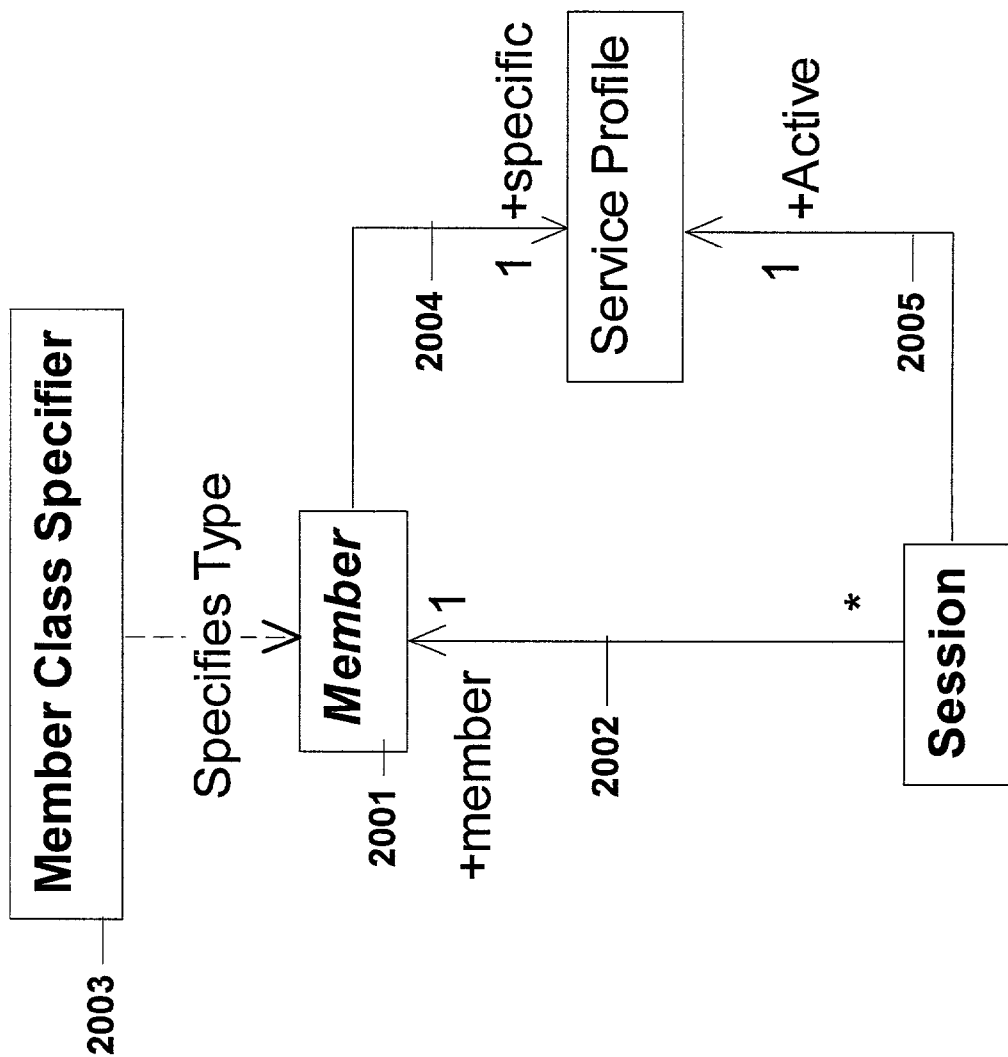 Member Class Specifier
2003
Specifies Type
Member
2001
+member
1
2002
*
Session
2004
1
+specific
Service Profile
1
+Active
2005